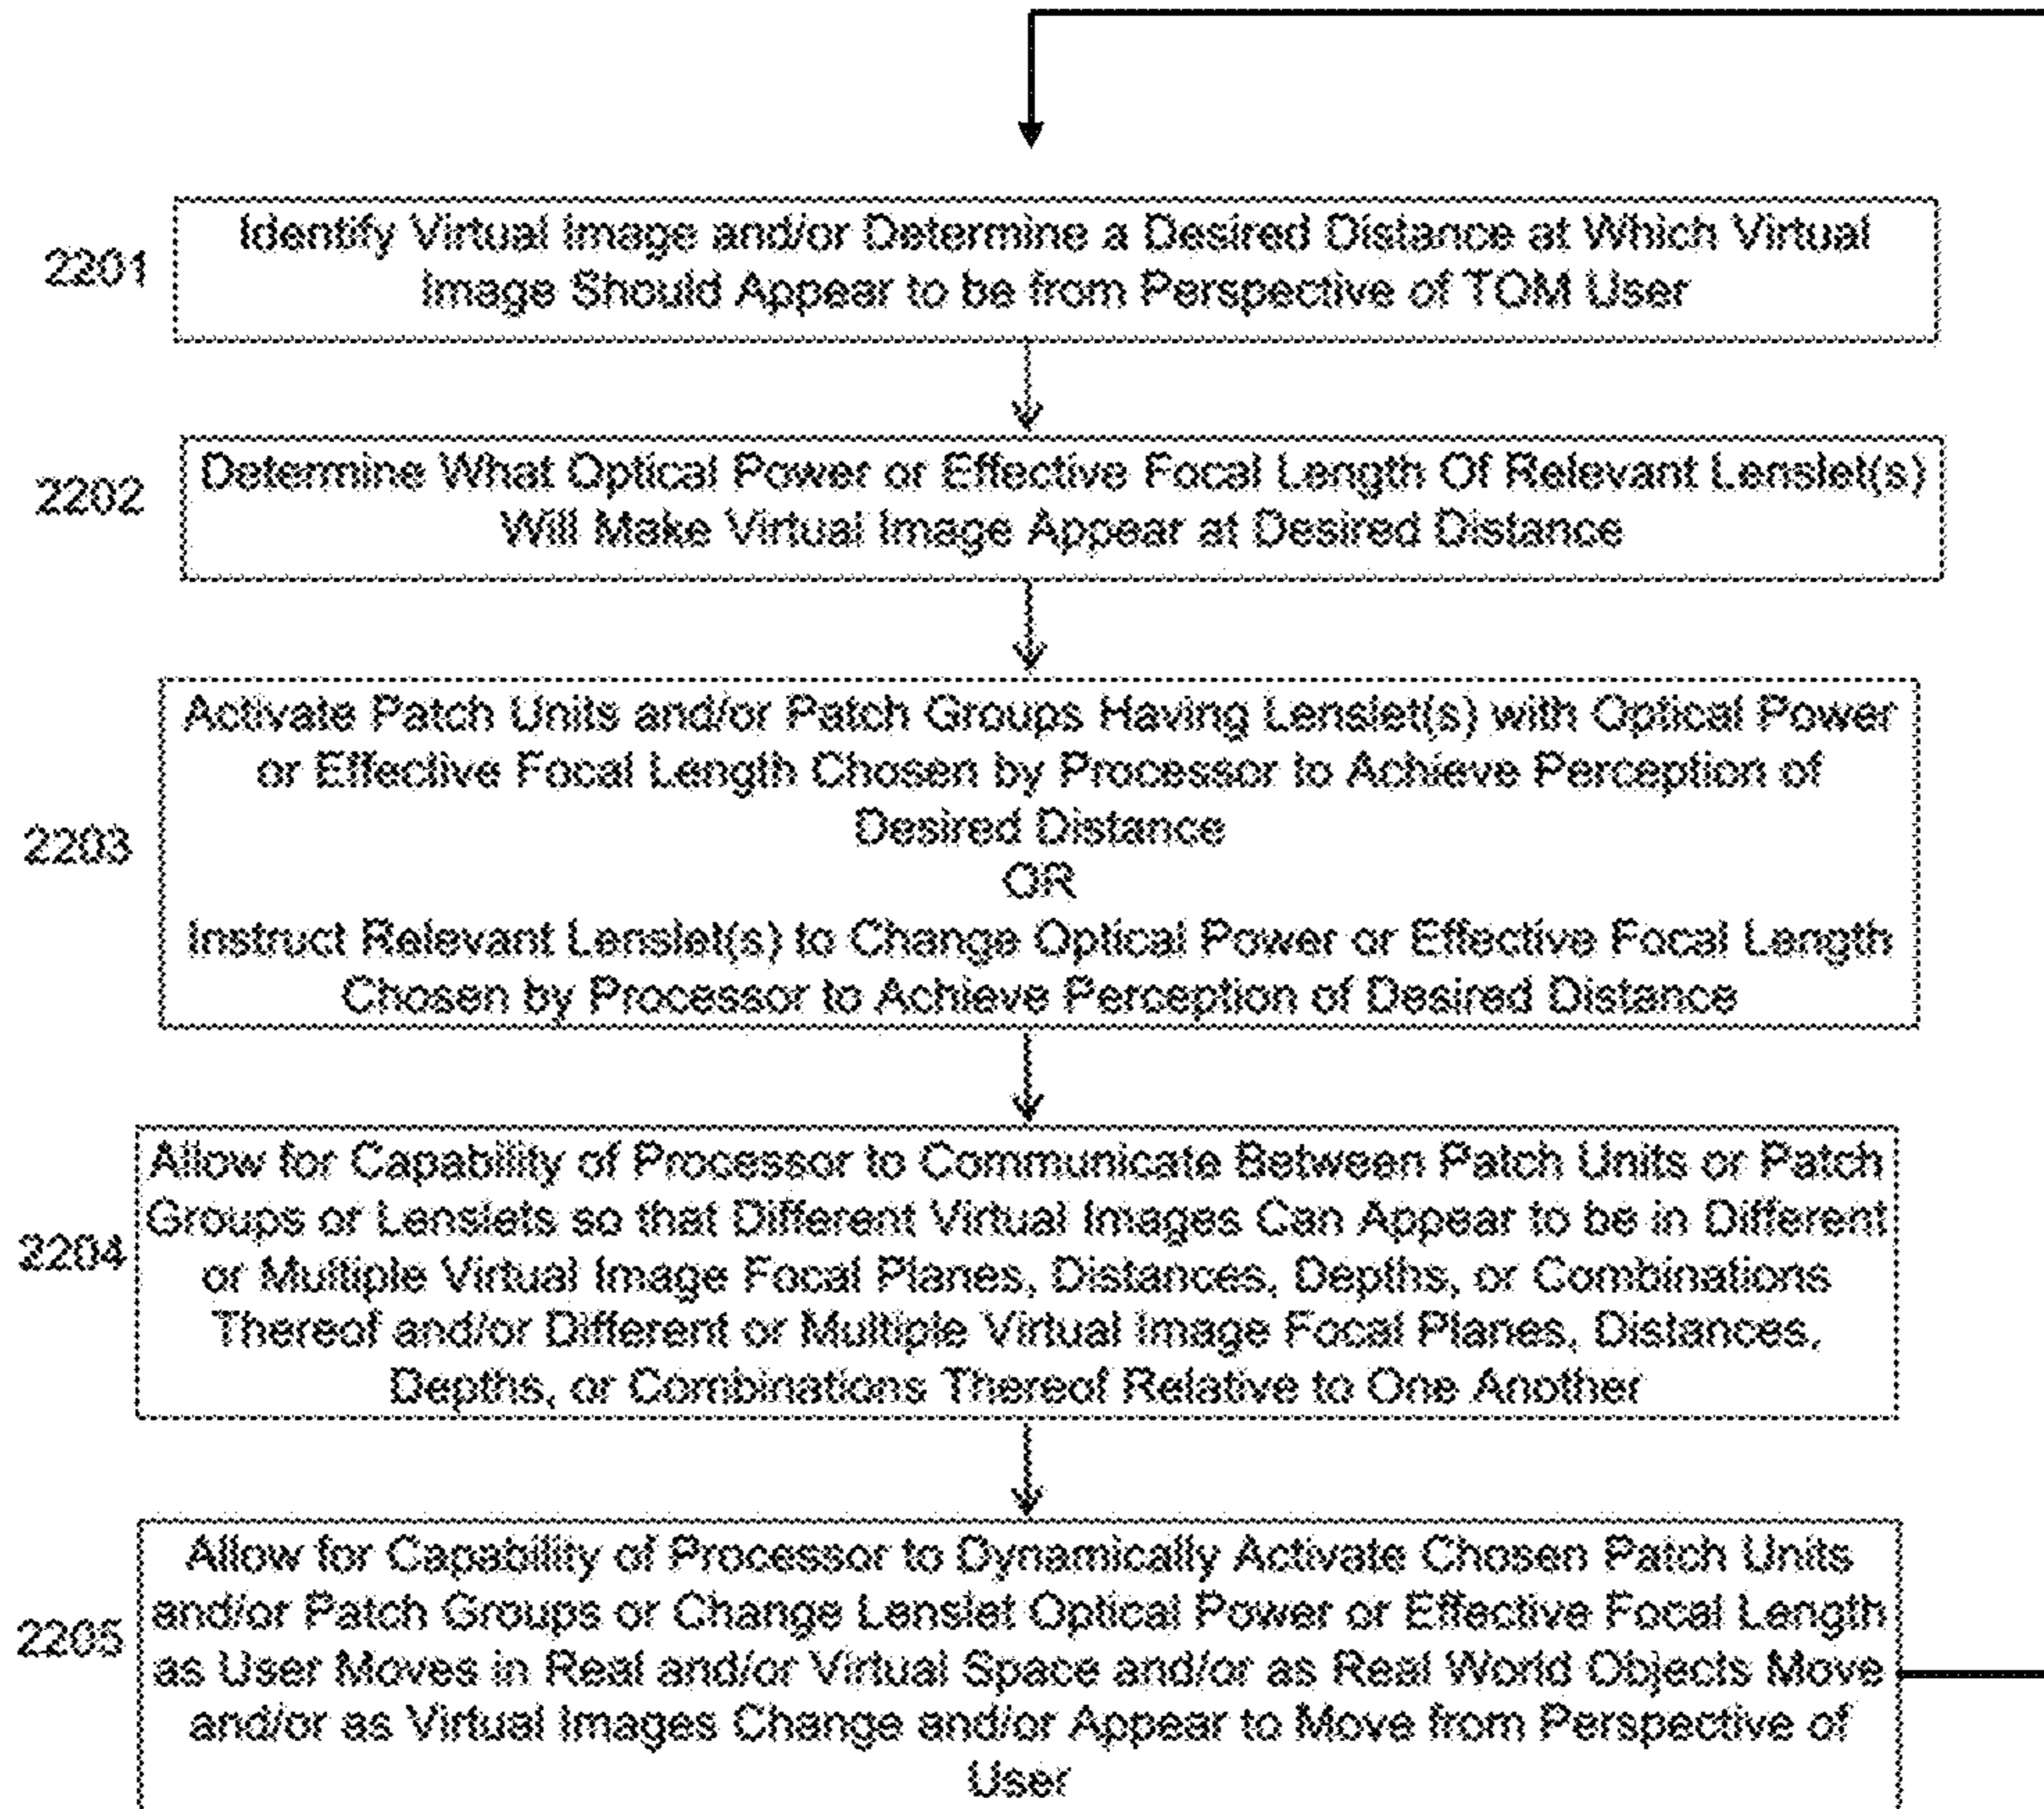 2201
Identify Virtual Image and/or Determine a Desired Distance at Which Virtual
Image Should Appear to be from Perspective of TOM User
2202
Determine What Optical Power or Effective Focal Length Of Relevant Lenslet(s)
Will Make Virtual Image Appear at Desired Distance
2203
Activate Patch Units and/or Patch Groups Having Lenslet(s) with Optical Power
or Effective Focal Length Chosen by Processor to Achieve Perception of
Desired Distance
OR
Instruct Relevant Lenslet(s) to Change Optical Power or Effective Focal Length
Chosen by Processor to Achieve Perception of Desired Distance
2204
Allow for Capability of Processor to Communicate Between Patch Units or Patch
Groups or Lenslets so that Different Virtual Images Can Appear to be in Different
or Multiple Virtual Image Focal Planes, Distances, Depths, or Combinations
Thereof and/or Different or Multiple Virtual Image Focal Planes, Distances,
Depths, or Combinations Thereof Relative to One Another
2205
Allow for Capability of Processor to Dynamically Activate Chosen Patch Units
and/or Patch Groups or Change Lenslet Optical Power or Effective Focal Length
as User Moves in Real and/or Virtual Space and/or as Real World Objects Move
and/or as Virtual Images Change and/or Appear to Move from Perspective of
User